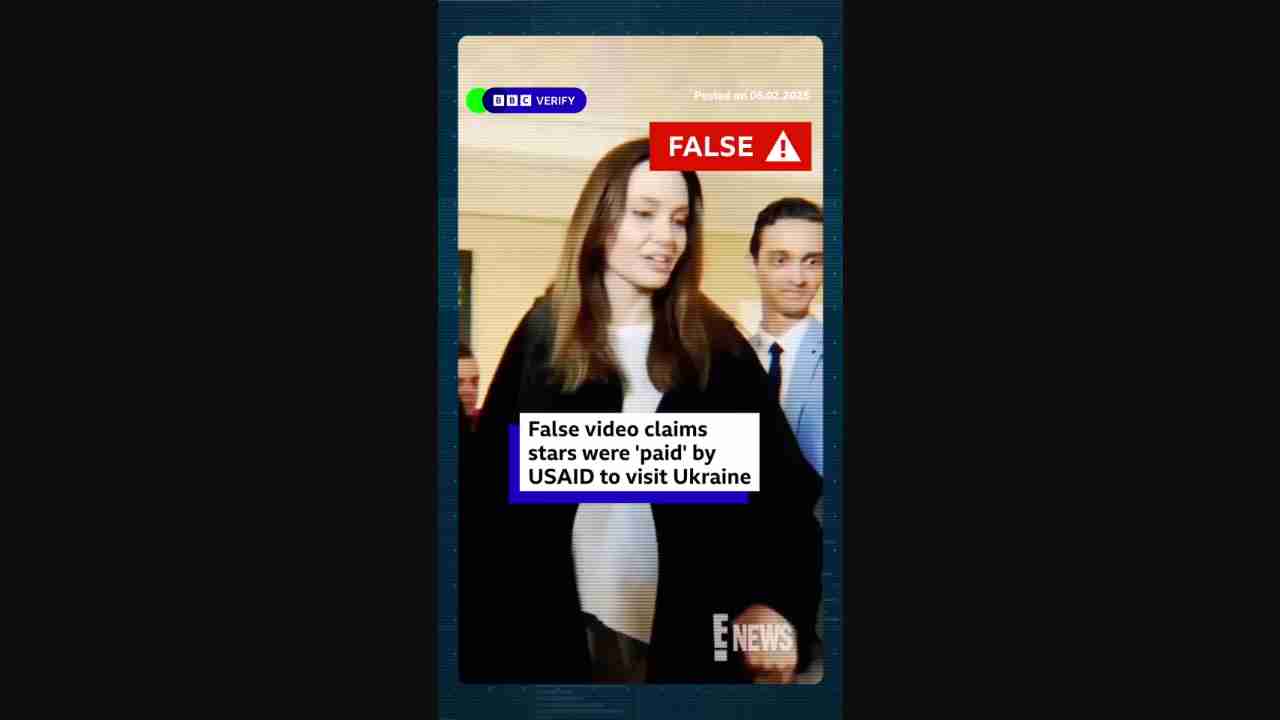 BBC VERIFY
Posted on 06.02.2025
FALSE
False video claims
stars were 'paid' by
USAID to visit Ukraine
E NEWS